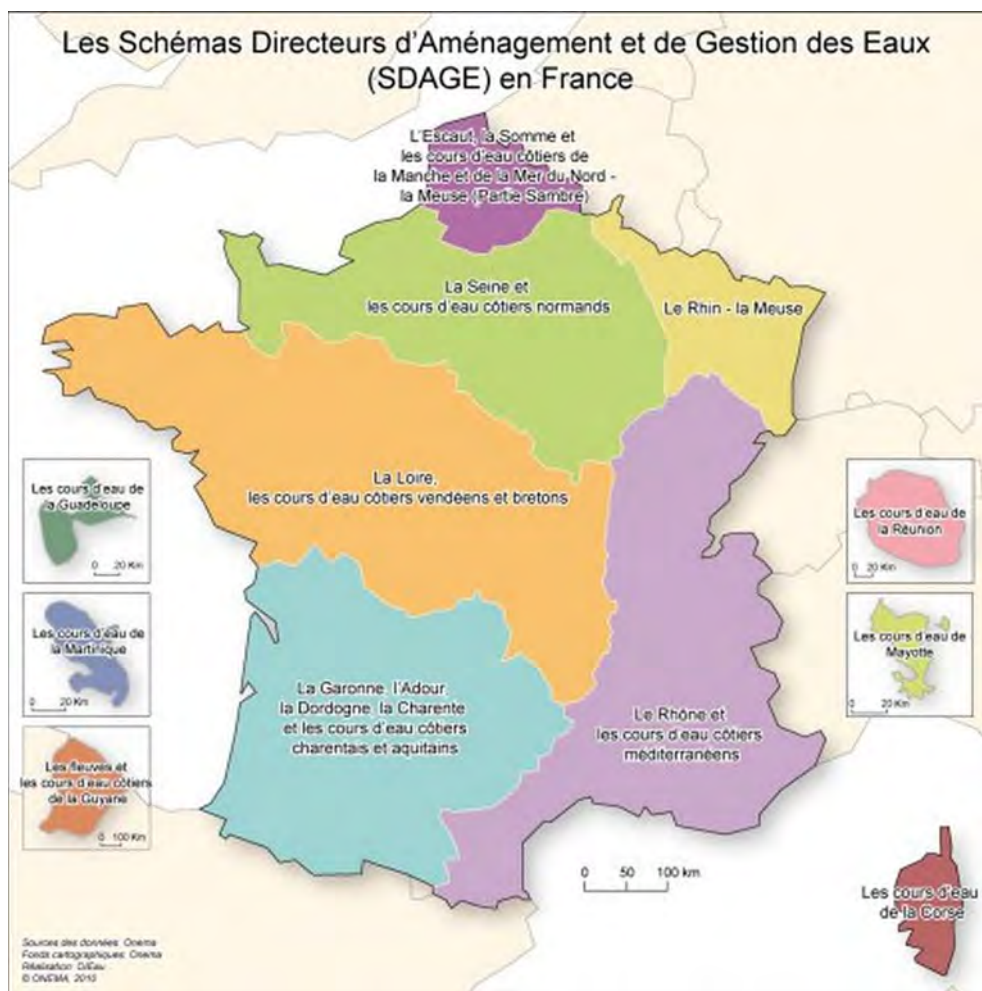 Les Schémas Directeurs d'Aménagement et de Gestion des Eaux
(SDAGE) en France
L'Escaut, la Somme et
les cours d'eau côtiers de
la Manche et de la Mer du Nord -
la Meuse (Partie Sambre)
La Seine et
les cours d'eau côtiers normands
Le Rhin - la Meuse
La Loire,
les cours d'eau côtiers vendéens et bretons
Les cours d'eau de
la Guadeloupe
0 20 Km
Les cours d'eau de
la Réunion
0 20 Km
Les cours d'eau de
la Martinique
0 20 Km
Les cours d'eau de
Mayotte
0 20 Km
La Garonne, l'Adour,
la Dordogne, la Charente
et les cours d'eau côtiers
charentais et aquitains
Le Rhône et
les cours d'eau côtiers
méditerranéens
Les fleuves et
les cours d'eau côtiers
de la Guyane
0 100 Km
0 50 100 km
Les cours d'eau
de la Corse
Sources des données: Onema
Fonds cartographiques: Onema
Réalisation: OIEau
© ONEMA, 2010